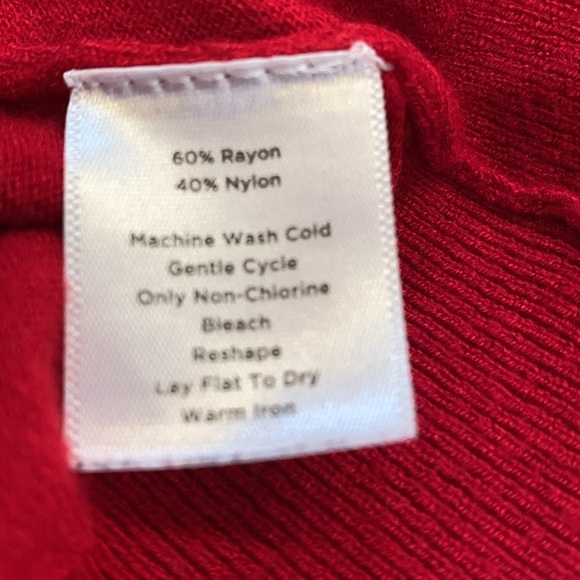 60% Rayon
40% Nylon
Machine Wash Cold
Gentle Cycle
Only Non-Chlorine
Bleach
Reshape
Lay Flat To Dry
Warm Iron